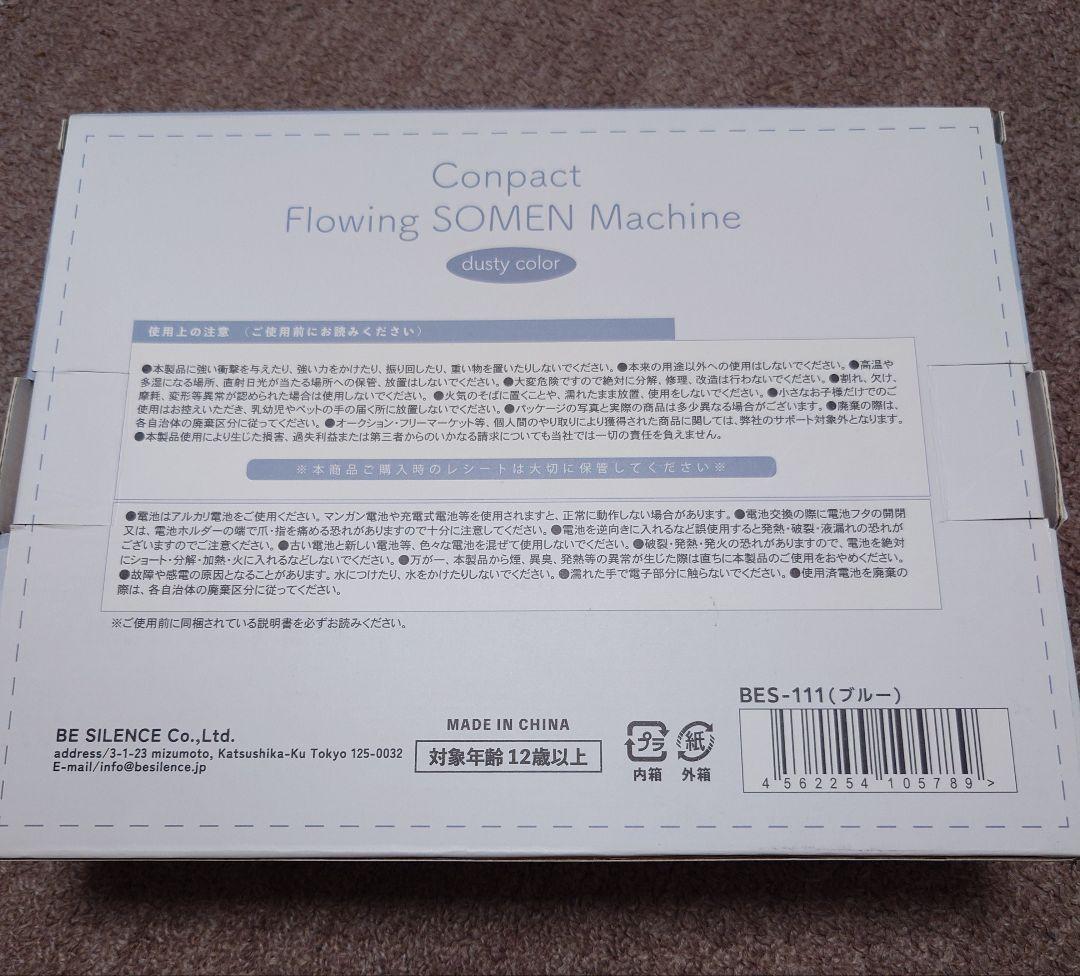 Conpact
Flowing SOMEN Machine
dusty color
使用上の注意 （ご使用前にお読みください）
●本製品に強い衝撃を与えたり、強い力をかけたり、振り回したり、重い物を置いたりしないでください。●本来の用途以外への使用はしないでください。●高温や
多湿になる場所、直射日光が当たる場所への保管、放置はしないでください。●大変危険ですので絶対に分解、修理、改造は行わないでください。●割れ、欠け、
摩耗、変形等異常が認められた場合は使用しないでください。●火気のそばに置くことや、濡れたまま放置、使用をしないでください。●小さなお子様だけでのご
使用はお控えいただき、乳幼児やペットの手の届く所に放置しないでください。●パッケージの写真と実際の商品は多少異なる場合がございます。●廃棄の際は、
各自治体の廃棄区分に従ってください。●オークション・フリーマーケット等、個人間のやり取りにより獲得された商品に関しては、弊社のサポート対象外となります。
●本製品使用により生じた損害、過失利益または第三者からのいかなる請求についても当社では一切の責任を負えません。
※本商品ご購入時のレシートは大切に保管してください※
●電池はアルカリ電池をご使用ください。マンガン電池や充電式電池等を使用されますと、正常に動作しない場合があります。●電池交換の際に電池フタの開閉
又は、電池ホルダーの端で爪・指を痛める恐れがありますので十分に注意してください。●電池を逆向きに入れるなど誤使用すると発熱・破裂・液漏れの恐れが
ございますのでご注意ください。●古い電池と新しい電池等、色々な電池を混ぜて使用しないでください。●破裂・発熱・発火の恐れがありますので、電池を絶対
にショート・分解・加熱・火に入れるなどしないでください。●万が一、本製品から煙、異臭、発熱等の異常が生じた際は直ちに本製品のご使用をおやめください。
●故障や感電の原因となることがあります。水につけたり、水をかけたりしないでください。●濡れた手で電子部分に触らないでください。●使用済電池を廃棄の
際は、各自治体の廃棄区分に従ってください。
※ご使用前に同梱されている説明書を必ずお読みください。
BE SILENCE Co.,Ltd.
address/3-1-23 mizumoto, Katsushika-Ku Tokyo 125-0032
E-mail/info@besilence.jp
MADE IN CHINA
対象年齢 12歳以上
プラ
内箱
紙
外箱
BES-111（ブルー）
4 562254 105789 >